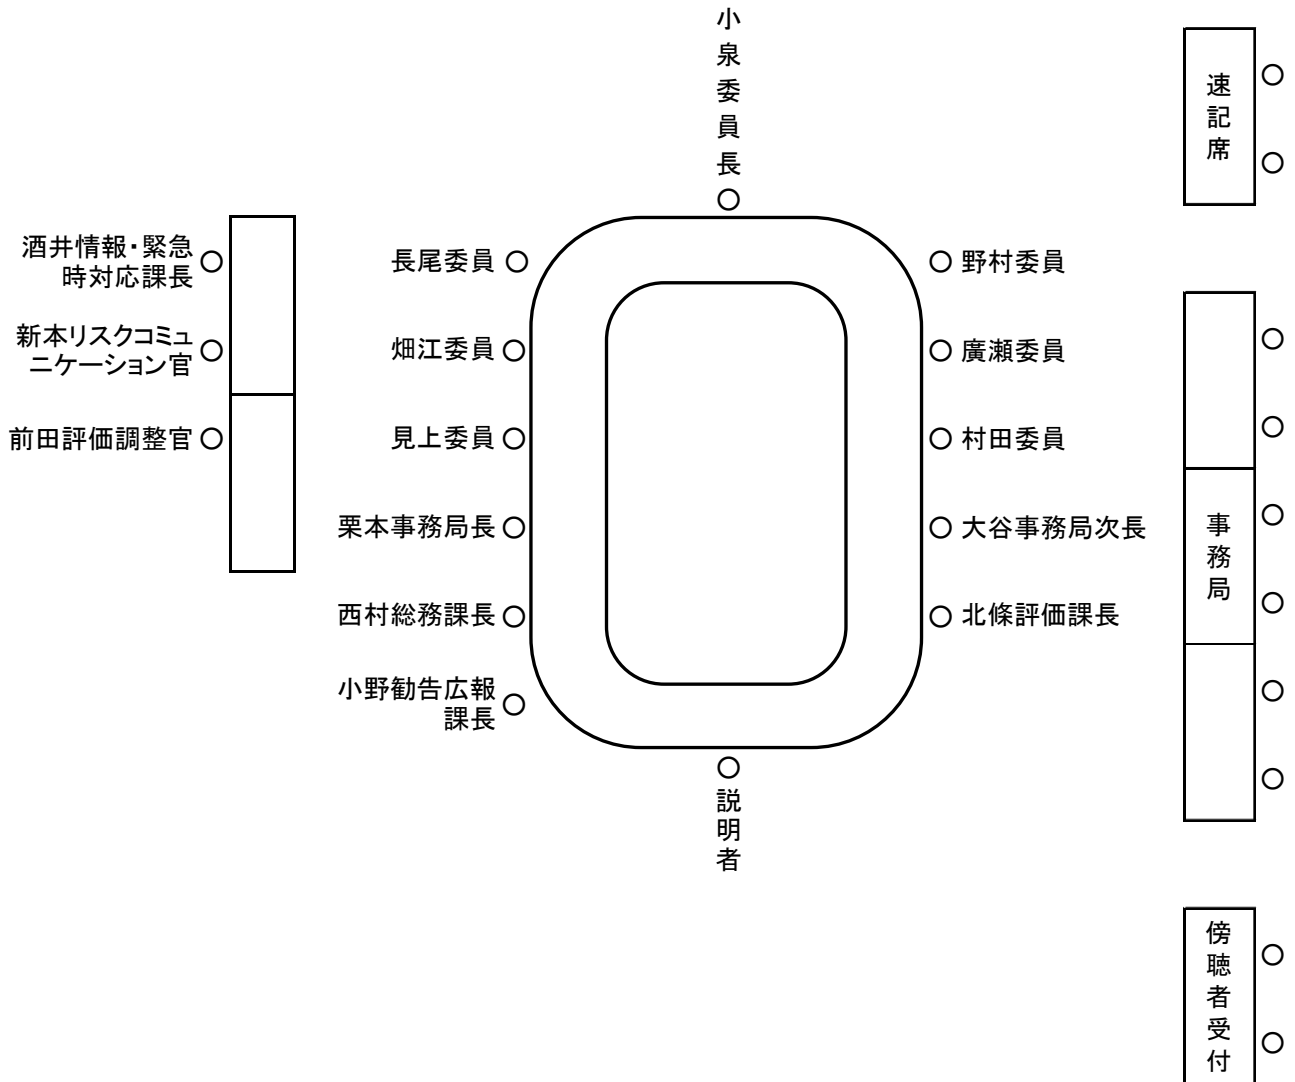 小泉委員長
速記席
酒井情報・緊急
時対応課長
新本リスクコミュ
ニケーション官
前田評価調整官
長尾委員
畑江委員
見上委員
栗本事務局長
西村総務課長
小野勧告広報
課長
野村委員
廣瀬委員
村田委員
大谷事務局次長
北條評価課長
説明者
事務局
傍聴者受付